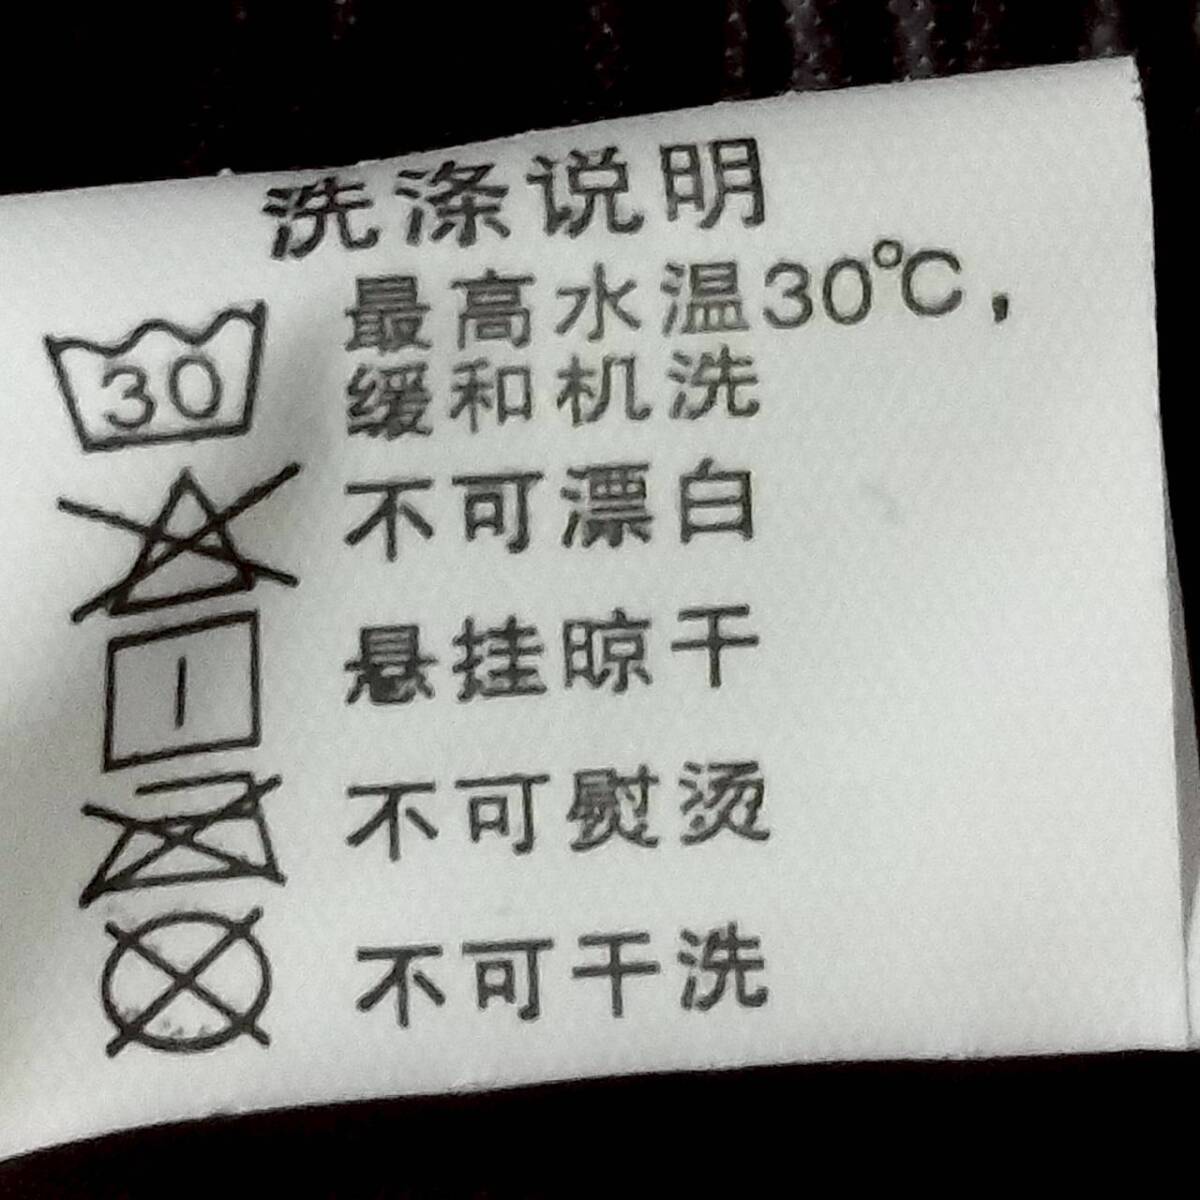 洗涤说明
最高水温30℃，
缓和机洗
30
不可漂白
悬挂晾干
不可熨烫
不可干洗